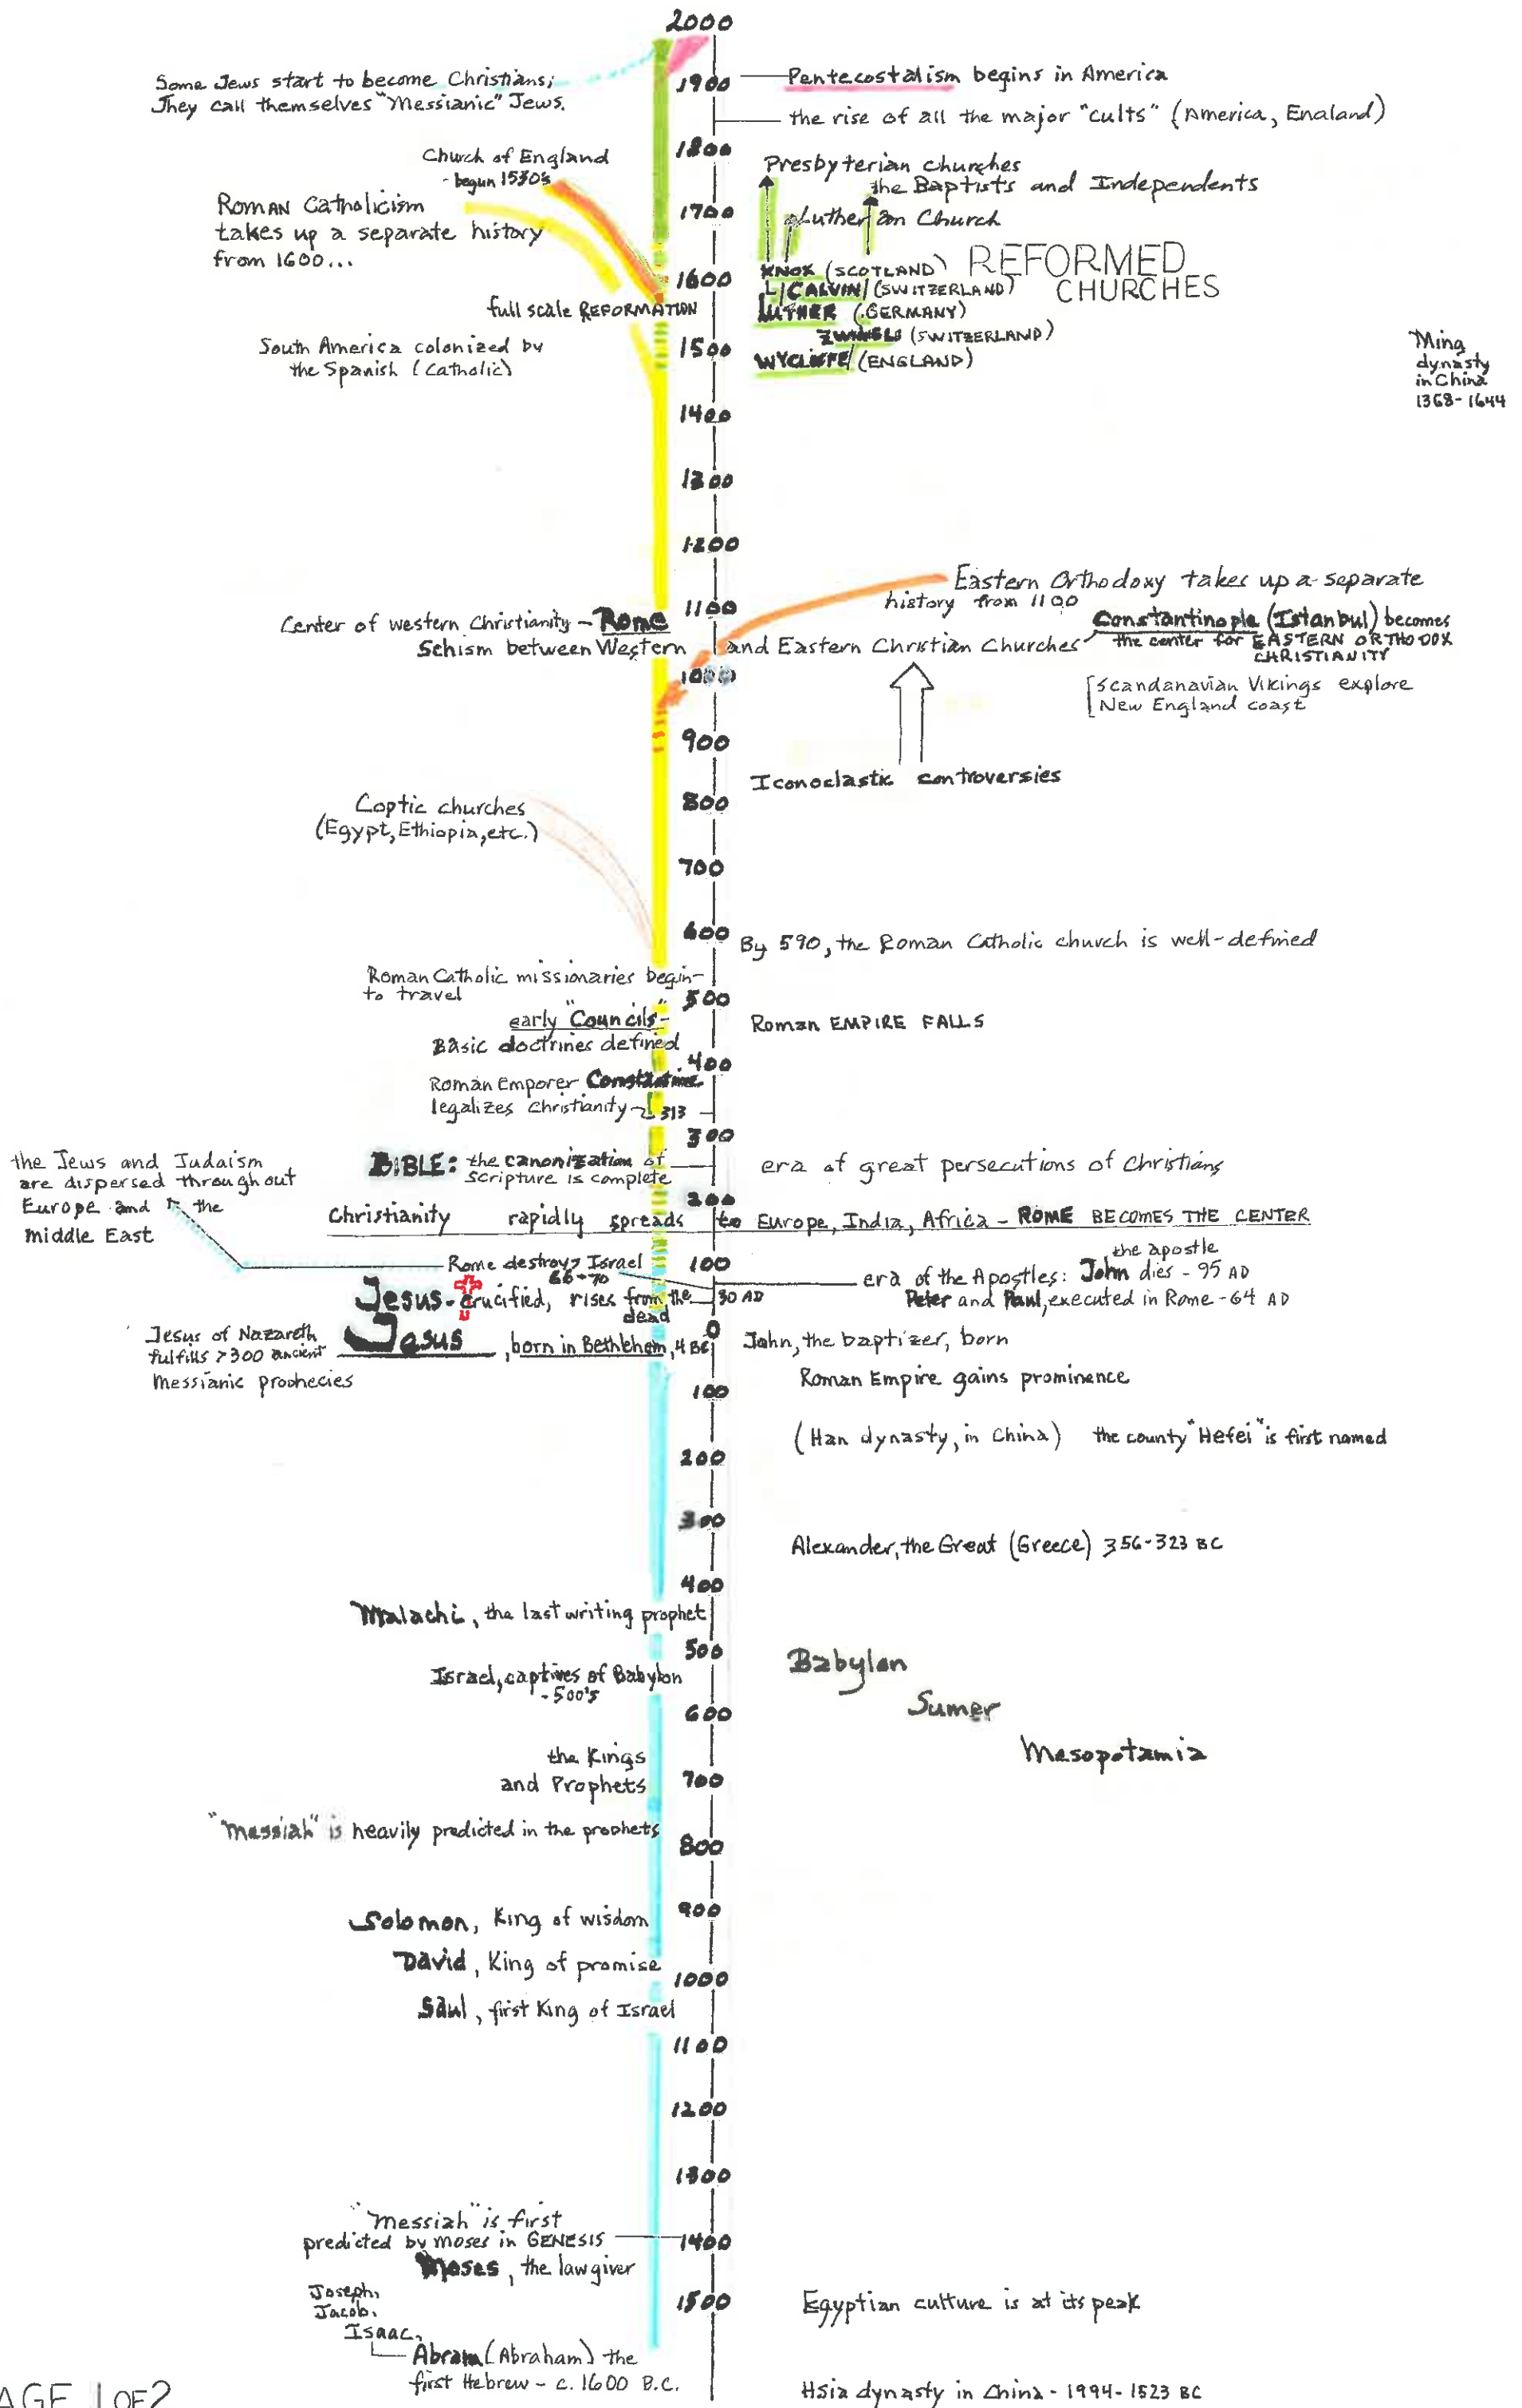 2000
Some Jews start to become Christians;
They call themselves "Messianic" Jews.
1900
Pentecostalism begins in America
the rise of all the major "cults" (America, England)
1800
Church of England
- begun 1530's
Presbyterian churches
the Baptists and Independents
ROMAN Catholicism
takes up a separate history
from 1600...
1700
Lutheran Church
REFORMED
CHURCHES
KNOX (SCOTLAND)
1600
CALVIN (SWITZERLAND)
full scale REFORMATION
LUTHER (GERMANY)
ZWINGLI (SWITZERLAND)
South America colonized by
the Spanish (Catholic)
1500
WYCLIFFE (ENGLAND)
Ming
dynasty
in China
1368-1644
1400
1300
1200
Eastern Orthodoxy takes up a separate
history from 1100
1100
Center of western Christianity - Rome
Constantinople (Istanbul) becomes
the center for EASTERN ORTHODOX
CHRISTIANITY
Schism between Western and Eastern Christian Churches
1000
[Scandanavian Vikings explore
New England coast
900
Iconoclastic controversies
Coptic churches
(Egypt, Ethiopia, etc.)
800
700
600
By 590, the Roman Catholic church is well-defined
Roman Catholic missionaries begin
to travel
500
early "Councils" -
Basic doctrines defined
Roman EMPIRE FALLS
400
Roman Emporer Constantine
legalizes Christianity - 313
300
the Jews and Judaism
are dispersed throughout
Europe and the
middle East
BIBLE: the canonization of
scripture is complete
era of great persecutions of Christians
200
Christianity rapidly spreads to Europe, India, Africa - ROME BECOMES THE CENTER
Rome destroys Israel
66-70
100
era of the Apostles: John, the apostle dies - 95 AD
Peter and Paul, executed in Rome - 64 AD
Jesus - crucified, rises from the
dead
30 AD
Jesus of Nazareth
fulfills >300 ancient
Messianic prophecies
Jesus, born in Bethlehem, 4 BC
0
John, the baptizer, born
Roman Empire gains prominence
100
(Han dynasty, in China) the county "Hefei" is first named
200
300
Alexander, the Great (Greece) 356-323 BC
400
Malachi, the last writing prophet
500
Israel, captives of Babylon
- 500's
Babylon
Sumer
Mesopotamia
600
the Kings
and Prophets
700
"Messiah" is heavily predicted in the prophets
800
900
Solomon, King of wisdom
David, King of promise
1000
Saul, first King of Israel
1100
1200
1300
"Messiah" is first
predicted by Moses in GENESIS
1400
Moses, the law giver
Joseph,
Jacob,
Isaac,
1500
Egyptian culture is at its peak
Abram (Abraham) the
first Hebrew - c. 1600 B.C.
Hsia dynasty in China - 1994-1523 BC
AGE 1 OF 2